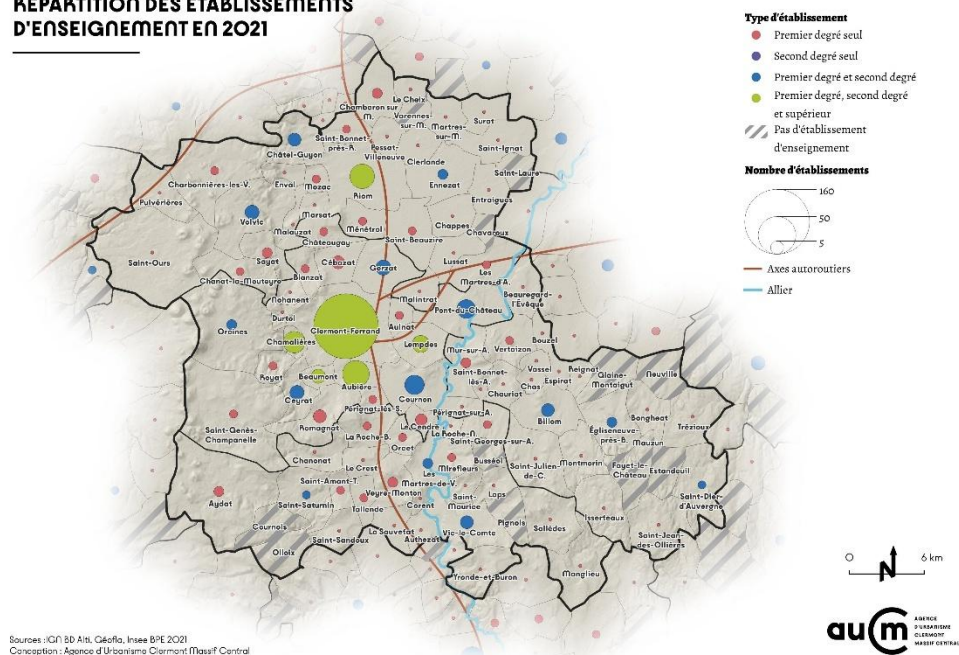 RÉPARTITION DES ÉTABLISSEMENTS
D'ENSEIGNEMENT EN 2021
Type d'établissement
Premier degré seul
Second degré seul
Premier degré et second degré
Premier degré, second degré
et supérieur
Pas d'établissement
d'enseignement
Nombre d'établissements
160
50
5
Axes autoroutiers
Allier
Le Cheix
Chambaron sur
M.
Varennes-
sur-M.
Martres-
sur-M.
Surat
Saint-Bonnet-
près-R.
Pessat-
Villeneuve
Saint-Ignat
Châtel-Guyon
Clerlande
Saint-Laure
Charbonnières-les-V.
Enval
Mozac
Riom
Ennezat
Pulvérières
Entraigues
Volvic
Marsat
Malauzat
Ménétrol
Chappes
Chavaroux
Châteaugay
Saint-Beauzire
Saint-Ours
Sayat
Cébazat
Gerzat
Lussat
Les
Martres-d'A.
Chanat-la-Mouteyre
Blanzat
Nohanent
Malintrat
Beauregard-
l'Évêque
Durtol
Pont-du-Château
Orcines
Clermont-Ferrand
Aulnat
Chamalières
Lempdes
Mur-sur-A.
Vertaizon
Bouzel
Royat
Beaumont
Aubière
Saint-Bonnet-
lès-A.
Vassel
Reignat
Glaine-
Montaigut
Neuville
Ceyrat
Cournon
Chas
Espirat
Chauriat
Pérignat-lès-S.
Pérignat-sur-A.
Billom
Bongheat
Romagnat
Le Cendre
La Roche-N.
Égliseneuve-
près-B.
Trézioux
Saint-Genès-
Champanelle
La Roche-B.
Orcet
Saint-Georges-sur-A.
Mauzun
Chanonat
Busséol
Saint-Julien-
de-C.
Montmorin
Fayet-le-
Château
Estandeuil
Le Crest
Mirefleurs
Les
Martres-de-V.
Aydat
Saint-Amant-T.
Veyre-Monton
Saint-
Maurice
Laps
Saint-Dier-
d'Auvergne
Saint-Saturnin
Tallende
Corent
Isserteaux
Cournols
Pignols
Sallèdes
La Sauvetat
Vic-le-Comte
Saint-Jean-
des-Ollières
Olloix
Saint-Sandoux
Authezat
Yronde-et-Buron
Manglieu
0
6 km
N
Sources : IGN BD Alti, Géofla, Insee BPE 2021
Conception : Agence d'Urbanisme Clermont Massif Central
aucm
AGENCE
D'URBANISME
CLERMONT
MASSIF CENTRAL